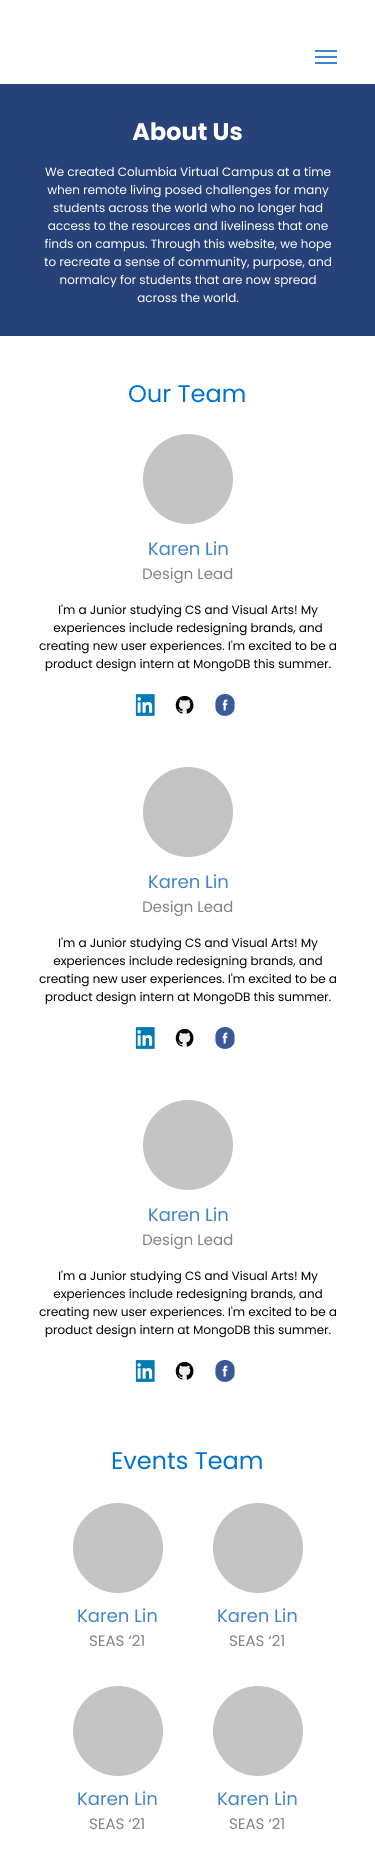 About Us
We created Columbia Virtual Campus at a time
when remote living posed challenges for many
students across the world who no longer had
access to the resources and liveliness that one
finds on campus. Through this website, we hope
to recreate a sense of community, purpose, and
normalcy for students that are now spread
across the world.
Our Team
Karen Lin
Design Lead
I'm a Junior studying CS and Visual Arts! My
experiences include redesigning brands, and
creating new user experiences. I'm excited to be a
product design intern at MongoDB this summer.
in
f
Karen Lin
Design Lead
I'm a Junior studying CS and Visual Arts! My
experiences include redesigning brands, and
creating new user experiences. I'm excited to be a
product design intern at MongoDB this summer.
in
f
Karen Lin
Design Lead
I'm a Junior studying CS and Visual Arts! My
experiences include redesigning brands, and
creating new user experiences. I'm excited to be a
product design intern at MongoDB this summer.
in
f
Events Team
Karen Lin
SEAS ‘21
Karen Lin
SEAS ‘21
Karen Lin
SEAS ‘21
Karen Lin
SEAS ‘21